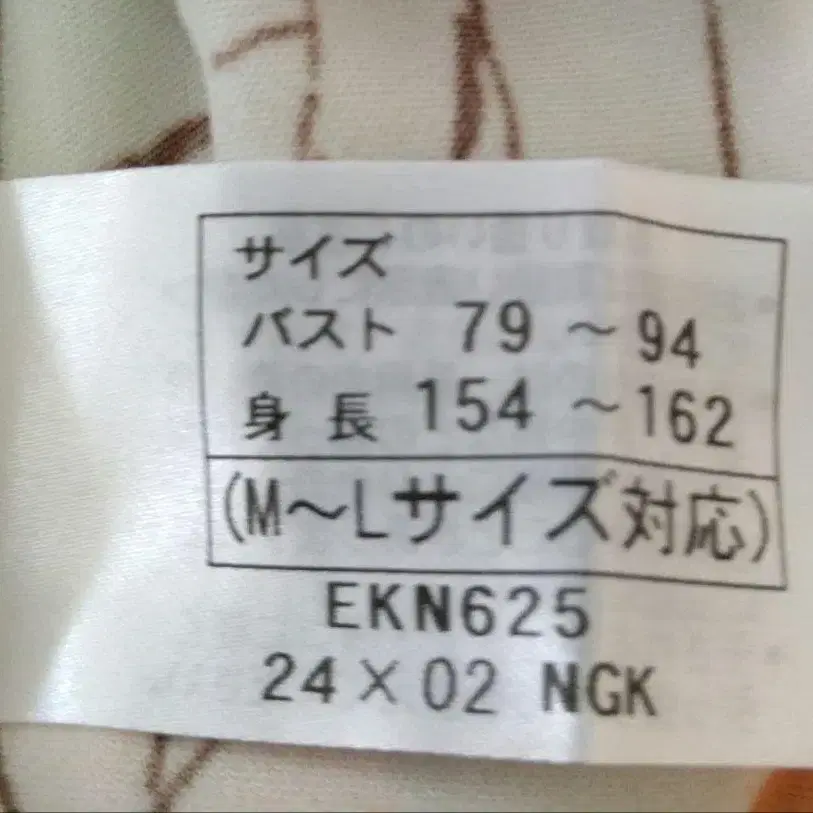 サイズ
バスト 79 ～ 94
身 長 154 ～ 162
(M～Lサイズ対応)
EKN625
24×02 NGK